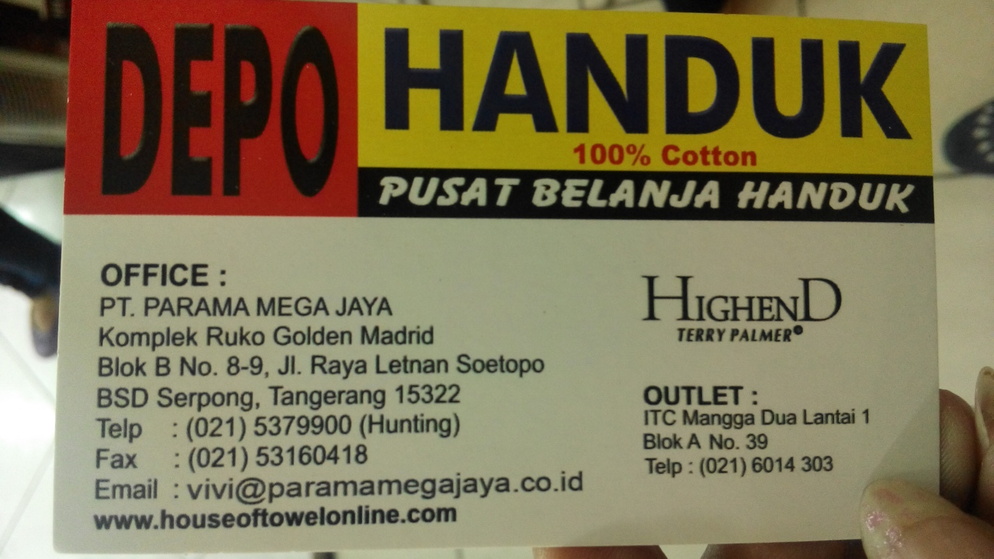 DEPO
HANDUK
100% Cotton
PUSAT BELANJA HANDUK
OFFICE :
PT. PARAMA MEGA JAYA
Komplek Ruko Golden Madrid
Blok B No. 8-9, Jl. Raya Letnan Soetopo
BSD Serpong, Tangerang 15322
Telp : (021) 5379900 (Hunting)
Fax : (021) 53160418
Email : vivi@paramamegajaya.co.id
www.houseoftowelonline.com
HIGHEND
TERRY PALMER®
OUTLET :
ITC Mangga Dua Lantai 1
Blok A No. 39
Telp : (021) 6014 303